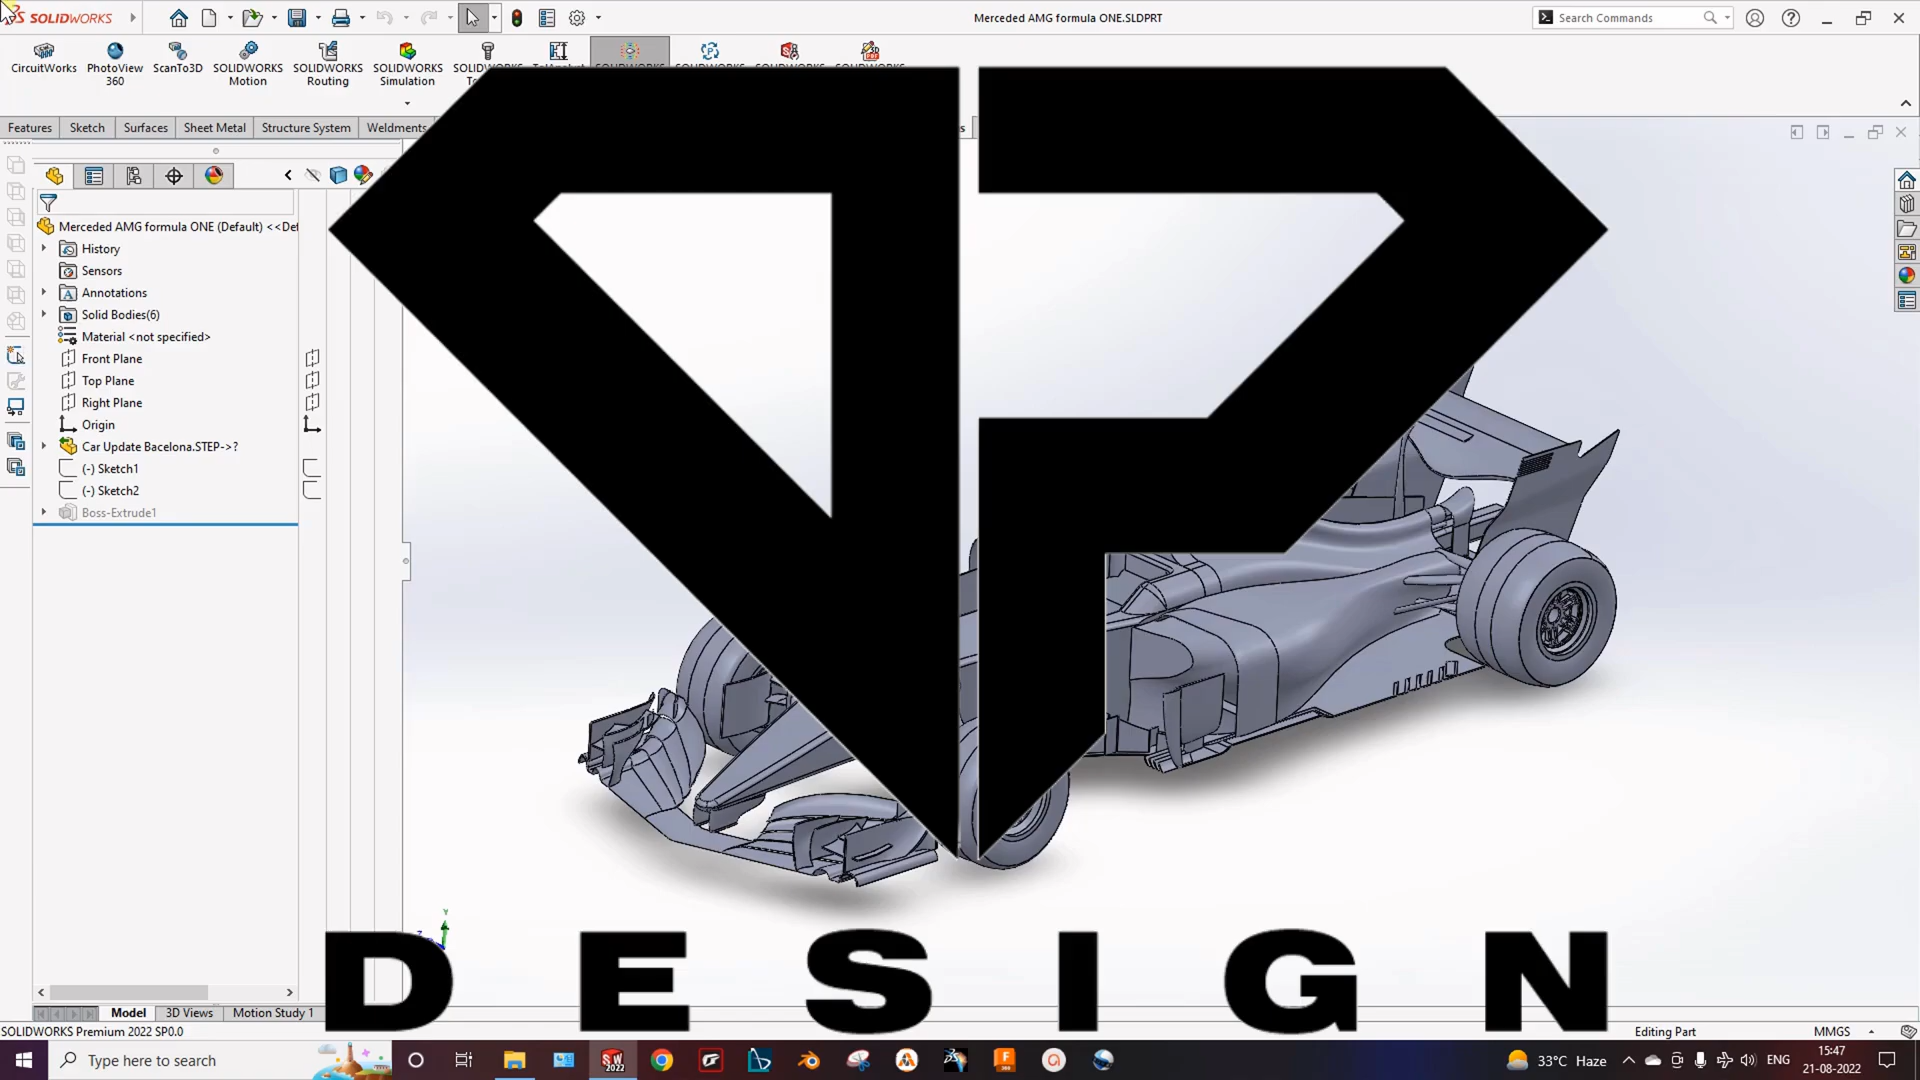 SOLIDWORKS
Merceded AMG formula ONE.SLDPRT
Search Commands
CircuitWorks
PhotoView 360
ScanTo3D
SOLIDWORKS Motion
SOLIDWORKS Routing
SOLIDWORKS Simulation
Features
Sketch
Surfaces
Sheet Metal
Structure System
Weldments
Merceded AMG formula ONE (Default) <<Def
History
Sensors
Annotations
Solid Bodies(6)
Material <not specified>
Front Plane
Top Plane
Right Plane
Origin
Car Update Bacelona.STEP->?
(-) Sketch1
(-) Sketch2
Boss-Extrude1
Y
DESIGN
Model
3D Views
Motion Study 1
SOLIDWORKS Premium 2022 SP0.0
Editing Part
MMGS
Type here to search
SW 2022
33°C Haze
ENG
15:47
21-08-2022